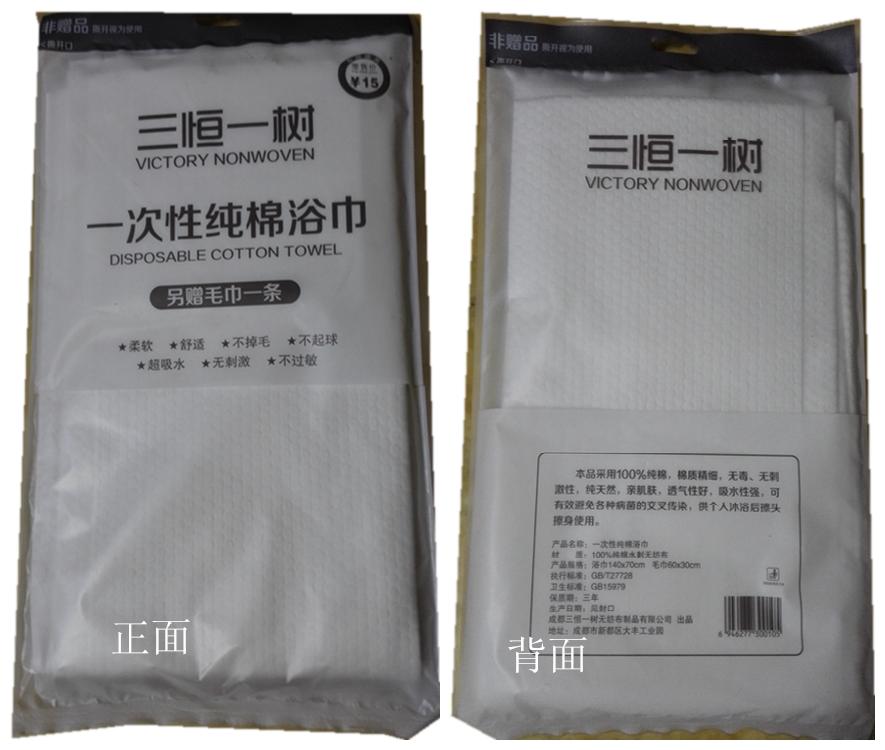 非赠品 撕开视为使用
<撕开口
零售价
¥15
三恒一树
VICTORY NONWOVEN
一次性纯棉浴巾
DISPOSABLE COTTON TOWEL
另赠毛巾一条
★柔软 ★舒适 ★不掉毛 ★不起球
★超吸水 ★无刺激 ★不过敏
正面
非赠品 撕开视为使用
<撕开口
三恒一树
VICTORY NONWOVEN
本品采用100%纯棉，棉质精细，无毒、无刺
激性，纯天然，亲肌肤，透气性好，吸水性强，可
有效避免各种病菌的交叉传染，供个人沐浴后擦头
擦身使用。
产品名称：一次性纯棉浴巾
材 质：100%纯棉水刺无纺布
产品规格：浴巾140x70cm 毛巾60x30cm
执行标准：GB/T27728
卫生标准：GB15979
保质期：三年
生产日期：见封口
成都三恒一树无纺布制品有限公司 出品
地址：成都市新都区大丰工业园
6 946277 300105
背面